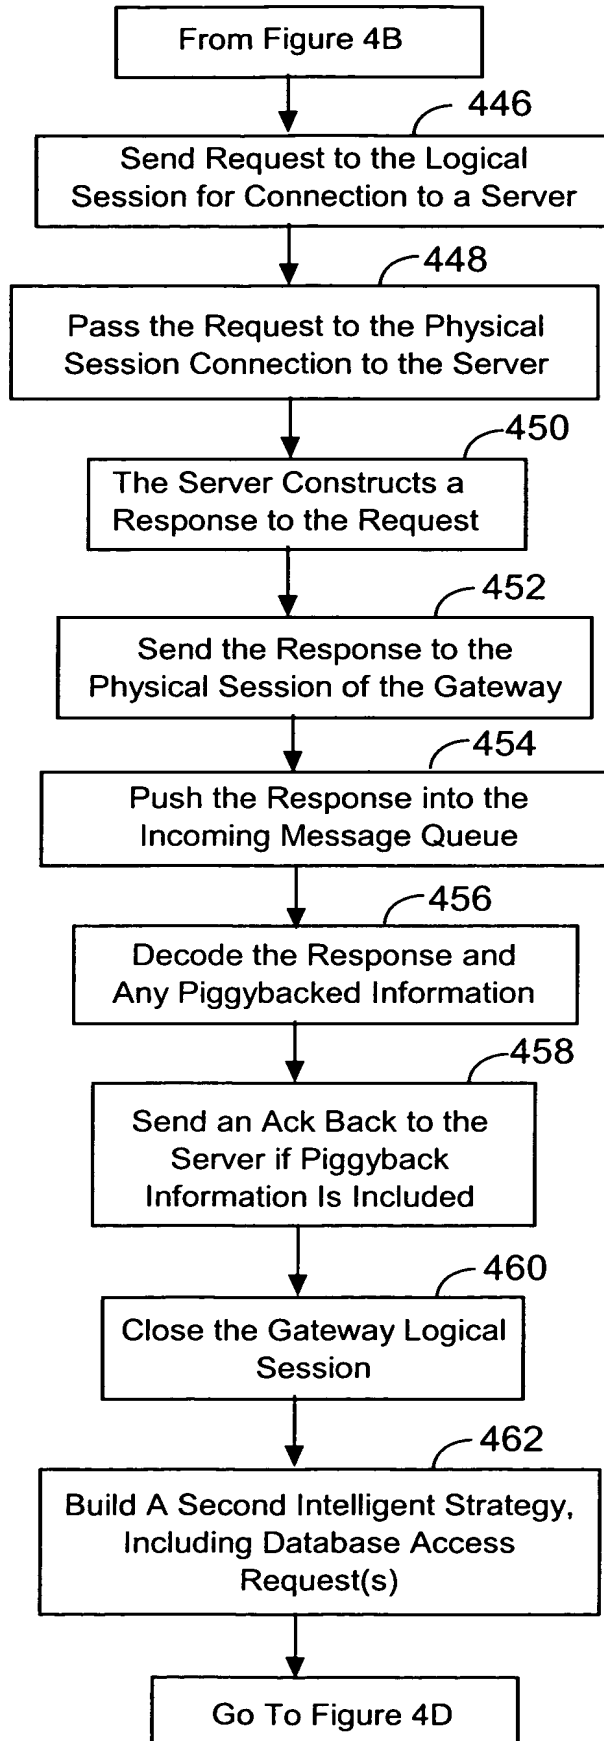 From Figure 4B
446
Send Request to the Logical
Session for Connection to a Server
448
Pass the Request to the Physical
Session Connection to the Server
450
The Server Constructs a
Response to the Request
452
Send the Response to the
Physical Session of the Gateway
454
Push the Response into the
Incoming Message Queue
456
Decode the Response and
Any Piggybacked Information
458
Send an Ack Back to the
Server if Piggyback
Information Is Included
460
Close the Gateway Logical
Session
462
Build A Second Intelligent Strategy,
Including Database Access
Request(s)
Go To Figure 4D